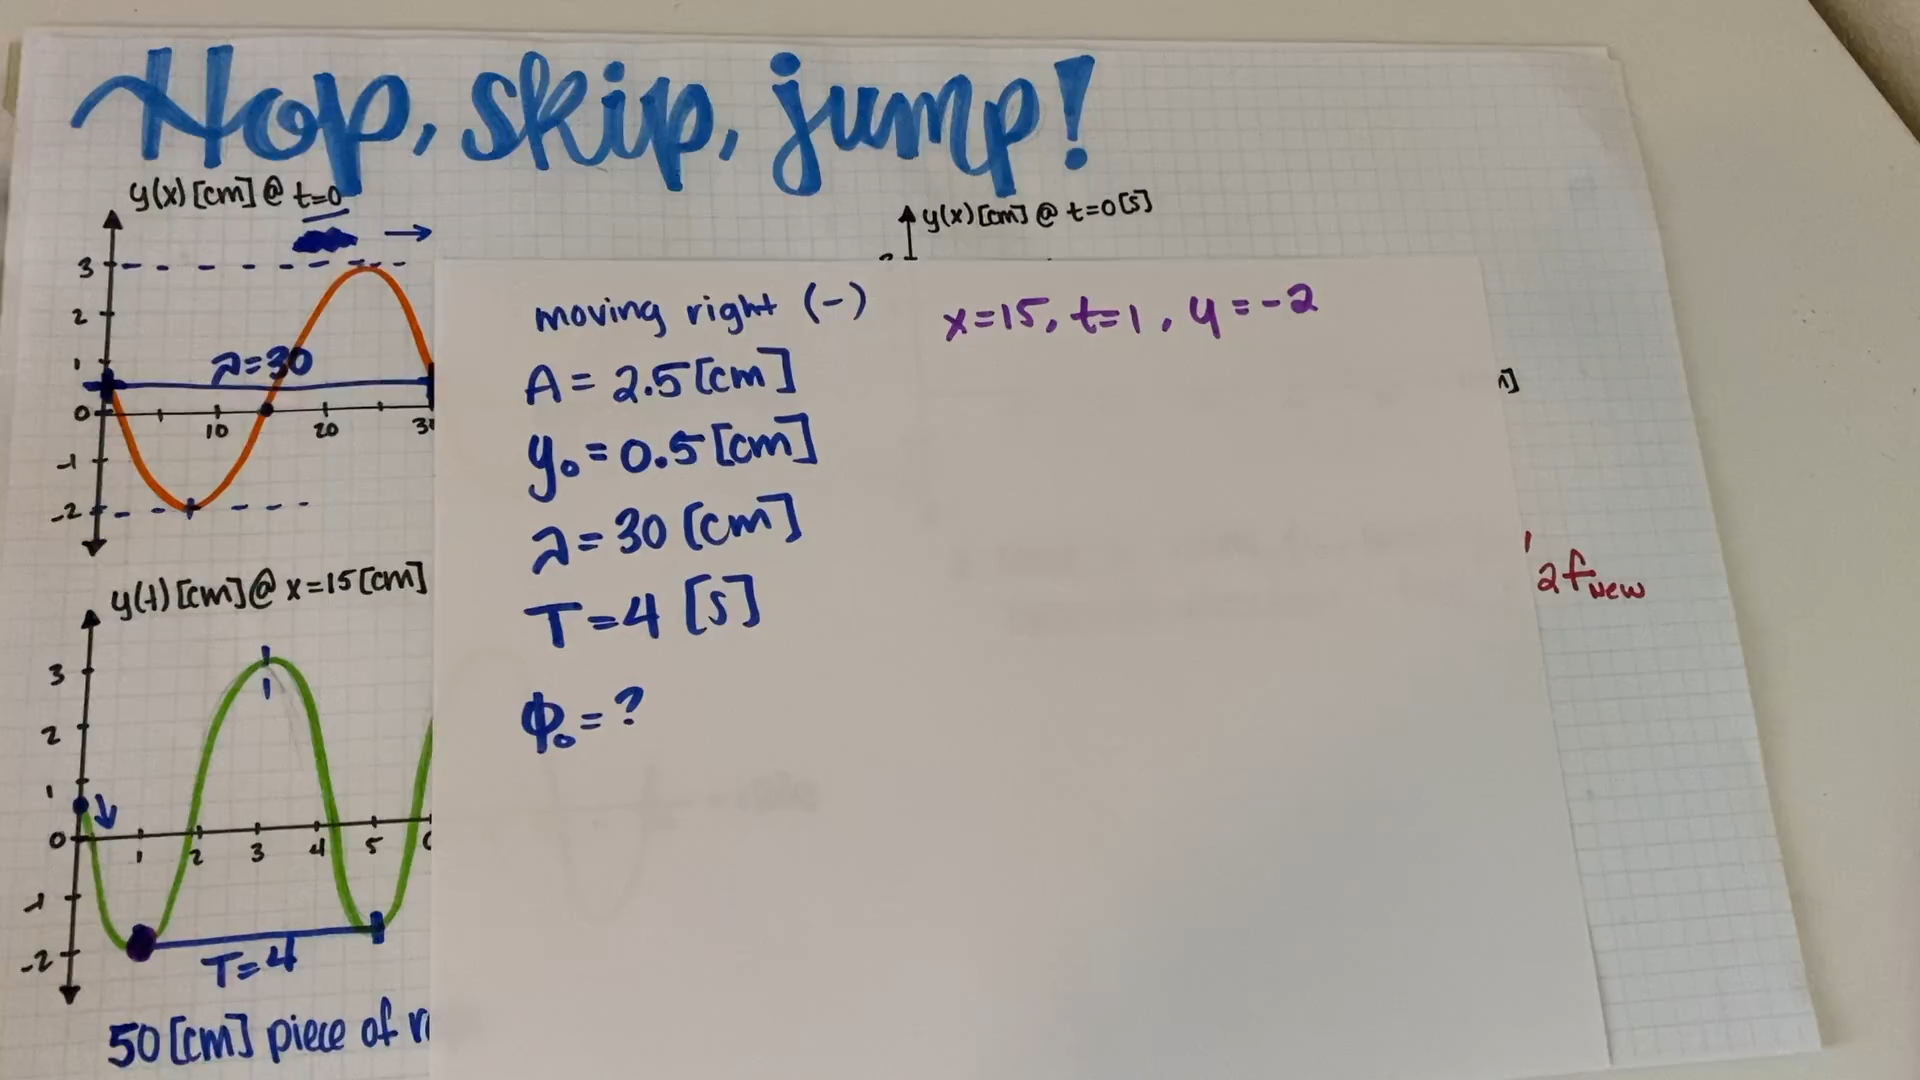 Hop, skip, jump!
y(x) [cm] @ t=0
3
2
1
0
-1
-2
λ=30
10
20
30
y(t) [cm] @ x=15 [cm]
3
2
1
0
-1
-2
1
2
3
4
5
T=4
50 [cm] piece of
moving right (-)
A = 2.5 [cm]
y₀ = 0.5 [cm]
λ = 30 [cm]
T = 4 [s]
φ₀ = ?
x=15, t=1, y=-2
y(x) [cm] @ t=0 [s]
2f_NEW